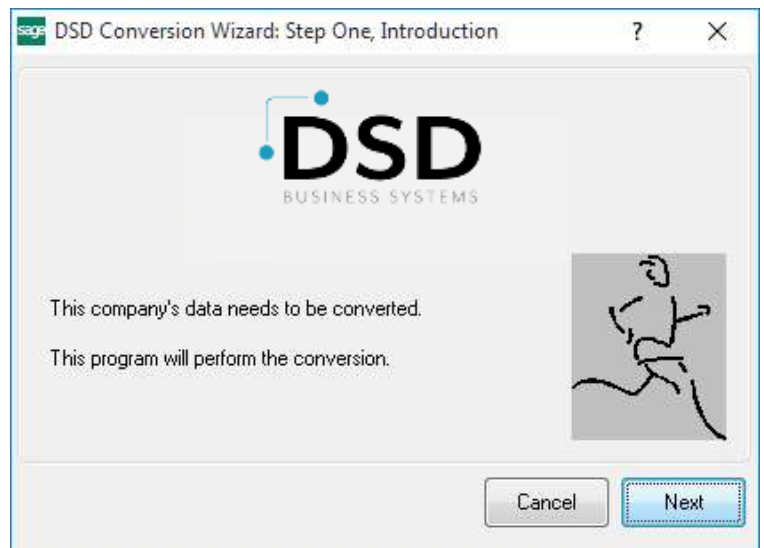 sage DSD Conversion Wizard: Step One, Introduction ? X
DSD
BUSINESS SYSTEMS
This company's data needs to be converted.
This program will perform the conversion.
Cancel Next